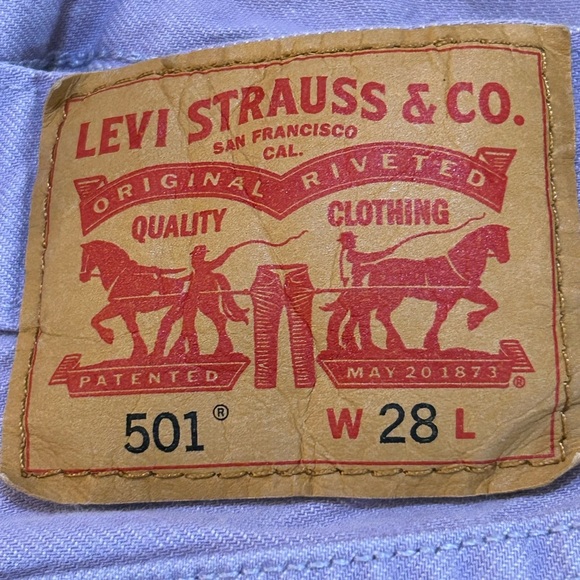 LEVI STRAUSS & CO.
SAN FRANCISCO
CAL.
ORIGINAL RIVETED
QUALITY CLOTHING
PATENTED MAY 20 1873 ®
501® W 28 L